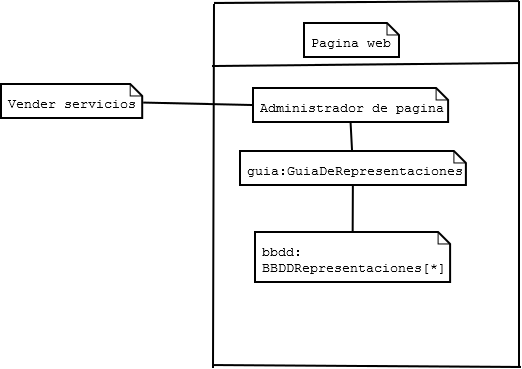 Pagina web
Vender servicios
Administrador de pagina
guia:GuiaDeRepresentaciones
bbdd:
BBDDRepresentaciones[*]